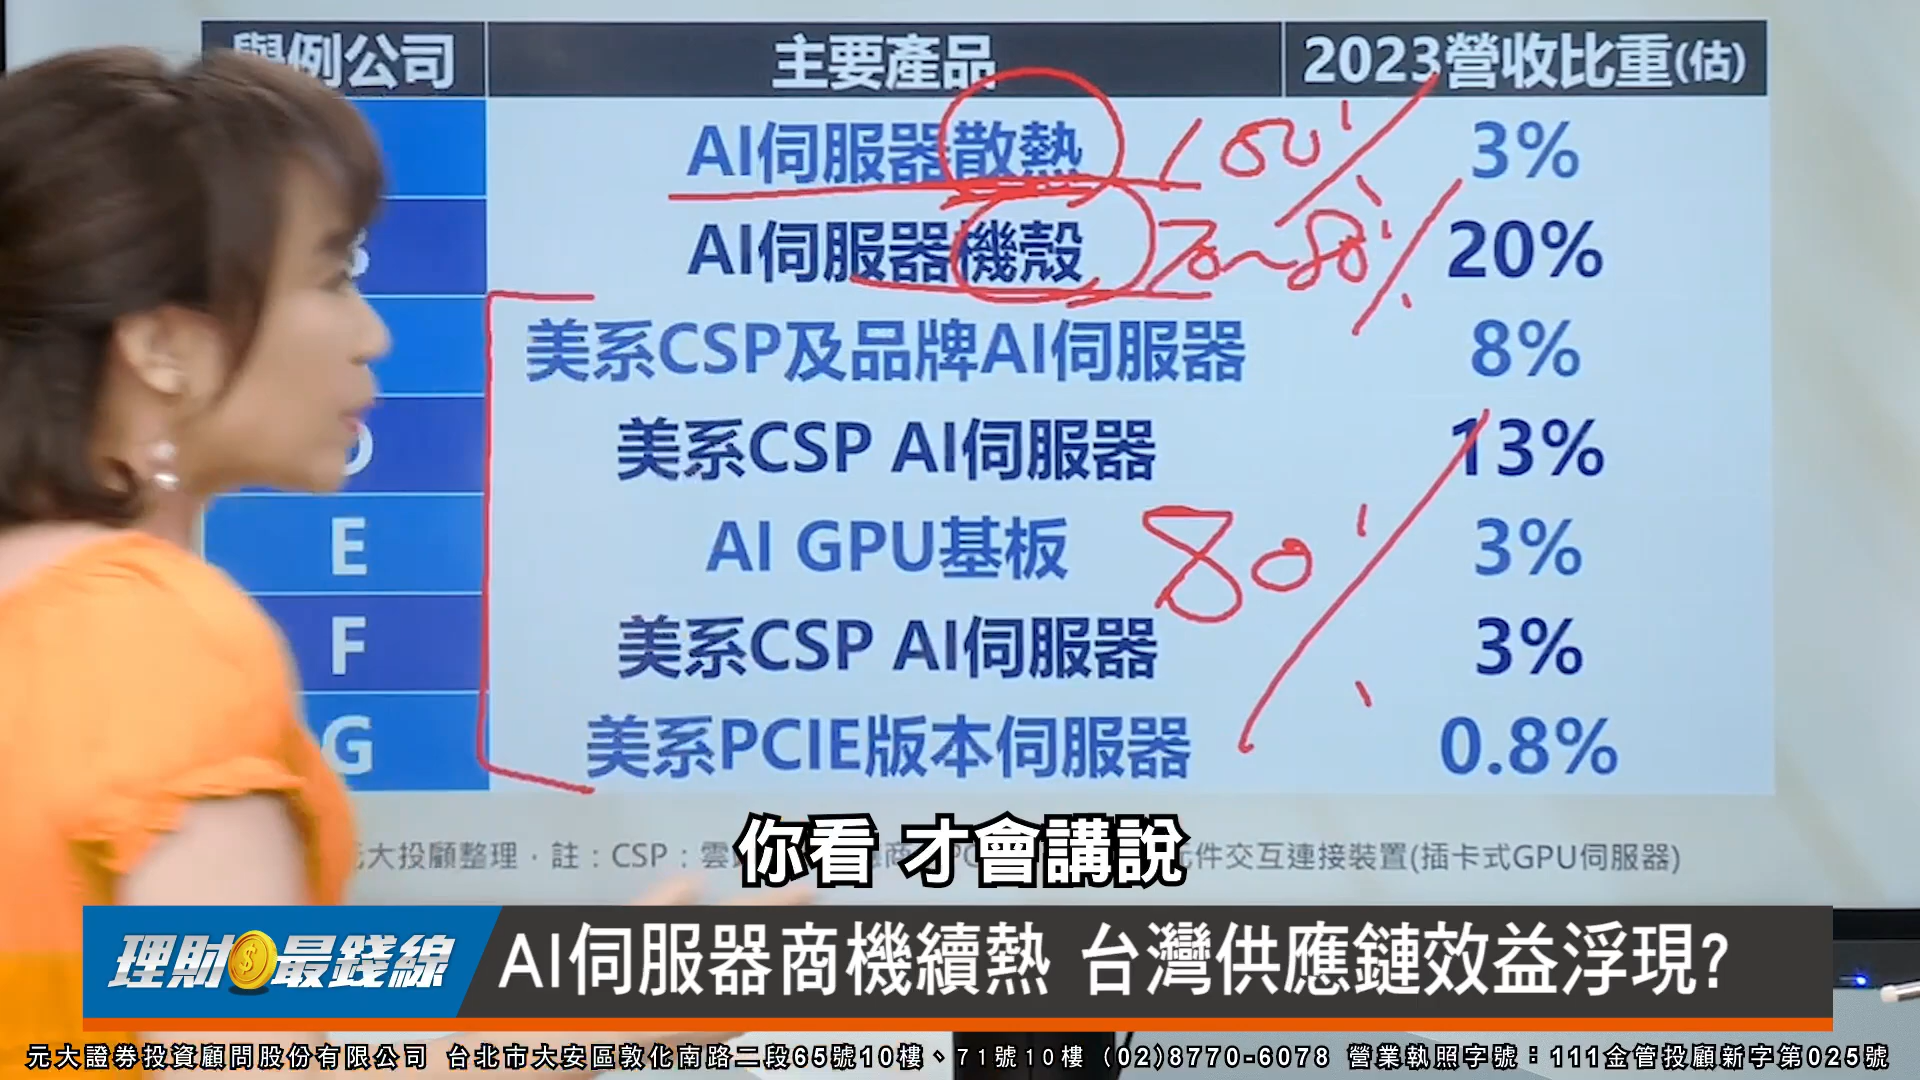 舉例公司 主要產品 2023營收比重(估)
AI伺服器散熱 100% 3%
AI伺服器機殼 70~80% 20%
美系CSP及品牌AI伺服器 8%
D 美系CSP AI伺服器 13%
E AI GPU基板 80% 3%
F 美系CSP AI伺服器 3%
G 美系PCIE版本伺服器 0.8%
元大投顧整理，註：CSP：雲 件交互連接裝置(插卡式GPU伺服器)
你看 才會講說
理財最錢線 AI伺服器商機續熱 台灣供應鏈效益浮現?
元大證券投資顧問股份有限公司 台北市大安區敦化南路二段65號10樓、71號10樓 (02)8770-6078 營業執照字號：111金管投顧新字第025號